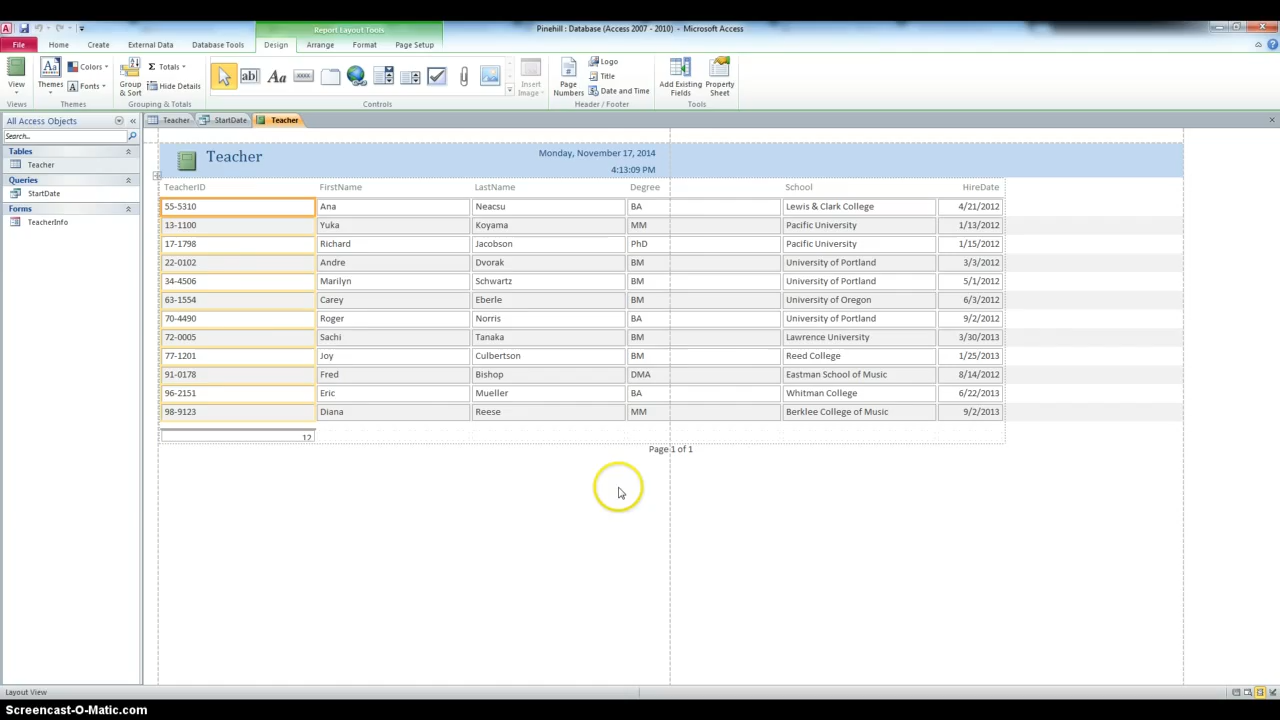 Report Layout Tools
Pinehill : Database (Access 2007 - 2010) - Microsoft Access
File Home Create External Data Database Tools Design Arrange Format Page Setup
View
Themes
Colors
Fonts
Group & Sort
Totals
Hide Details
Insert Image
Page Numbers
Logo
Title
Date and Time
Add Existing Fields
Property Sheet
Views Themes Grouping & Totals Controls Header / Footer Tools
All Access Objects
Search...
Tables
Teacher
Queries
StartDate
Forms
TeacherInfo
Teacher StartDate Teacher
Teacher
Monday, November 17, 2014
4:13:09 PM
TeacherID FirstName LastName Degree School HireDate
55-5310 Ana Neacsu BA Lewis & Clark College 4/21/2012
13-1100 Yuka Koyama MM Pacific University 1/13/2012
17-1798 Richard Jacobson PhD Pacific University 1/15/2012
22-0102 Andre Dvorak BM University of Portland 3/3/2012
34-4506 Marilyn Schwartz BM University of Portland 5/1/2012
63-1554 Carey Eberle BM University of Oregon 6/3/2012
70-4490 Roger Norris BA University of Portland 9/2/2012
72-0005 Sachi Tanaka BM Lawrence University 3/30/2013
77-1201 Joy Culbertson BM Reed College 1/25/2013
91-0178 Fred Bishop DMA Eastman School of Music 8/14/2012
96-2151 Eric Mueller BA Whitman College 6/22/2013
98-9123 Diana Reese MM Berklee College of Music 9/2/2013
12
Page 1 of 1
Layout View
Screencast-O-Matic.com